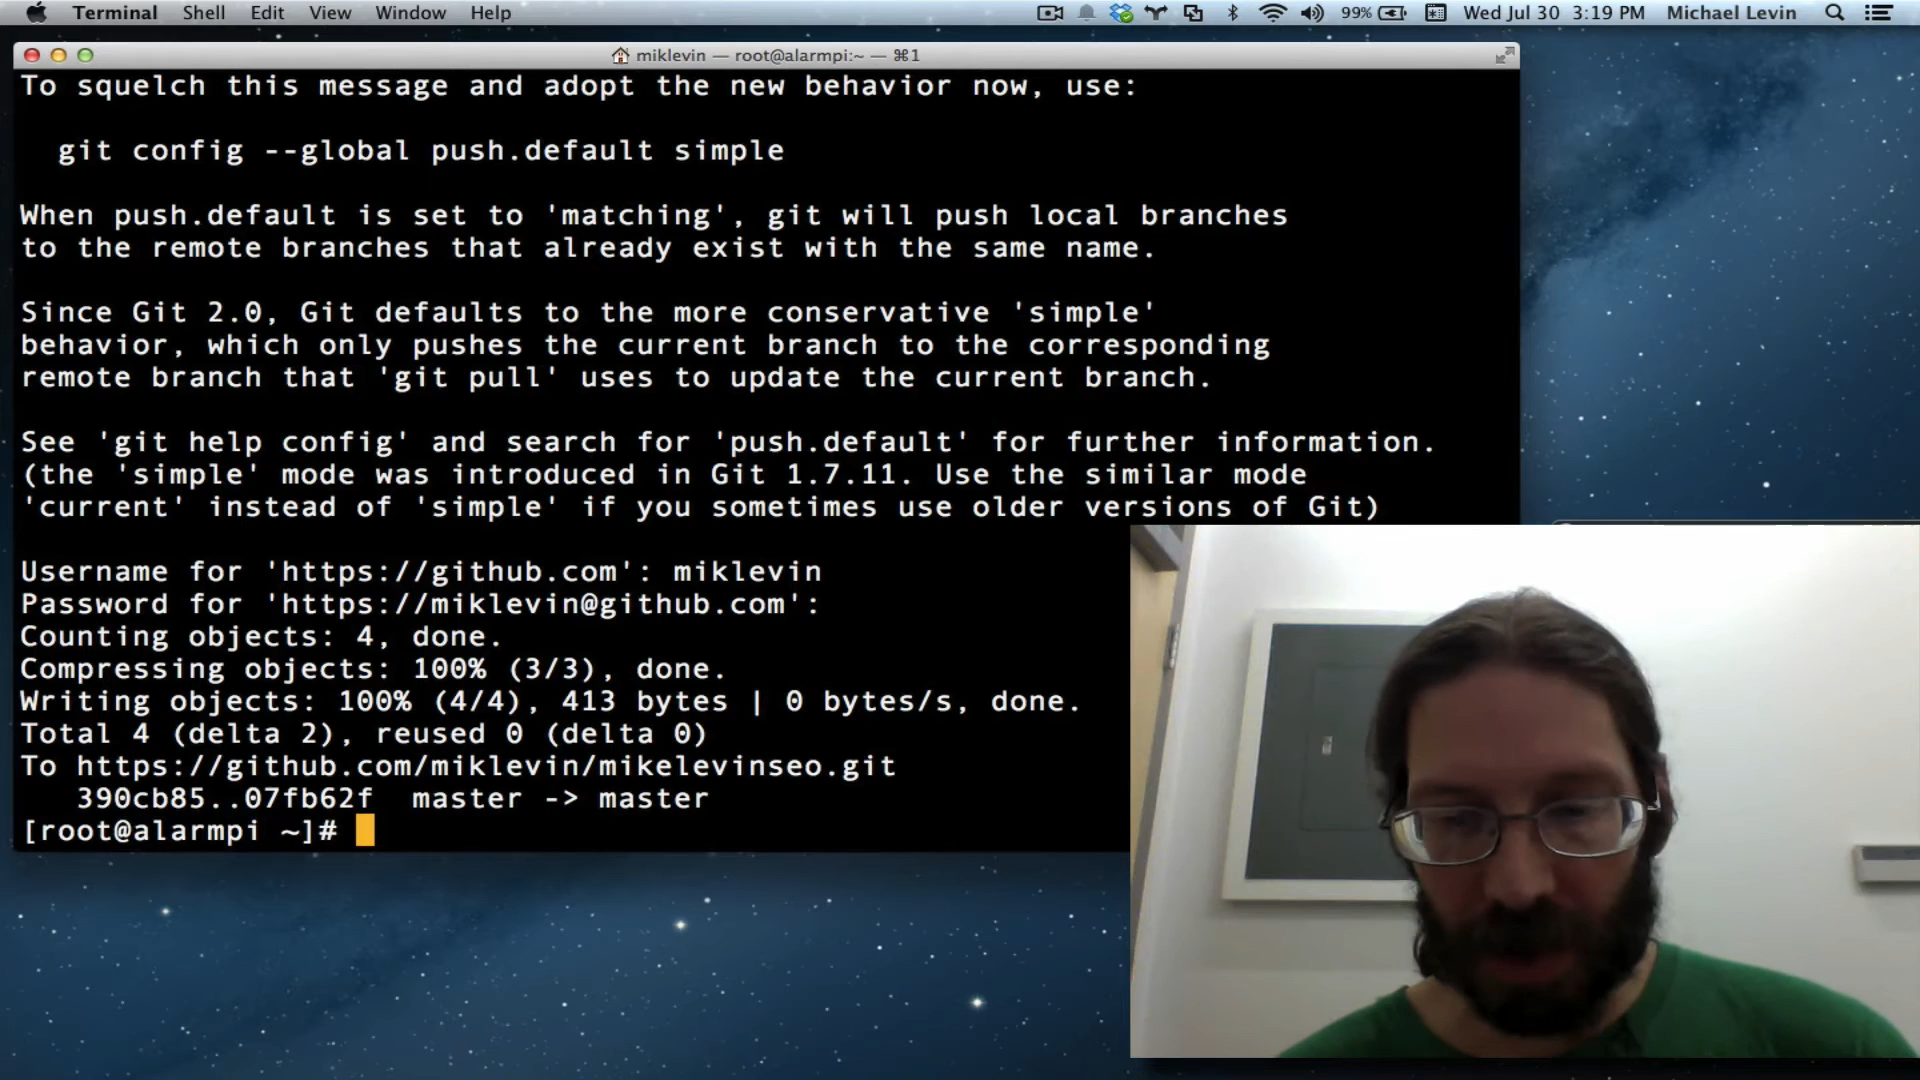 Terminal Shell Edit View Window Help 99% Wed Jul 30 3:19 PM Michael Levin
miklevin — root@alarmpi:~ — ⌘1
To squelch this message and adopt the new behavior now, use:
git config --global push.default simple
When push.default is set to 'matching', git will push local branches
to the remote branches that already exist with the same name.
Since Git 2.0, Git defaults to the more conservative 'simple'
behavior, which only pushes the current branch to the corresponding
remote branch that 'git pull' uses to update the current branch.
See 'git help config' and search for 'push.default' for further information.
(the 'simple' mode was introduced in Git 1.7.11. Use the similar mode
'current' instead of 'simple' if you sometimes use older versions of Git)
Username for 'https://github.com': miklevin
Password for 'https://miklevin@github.com':
Counting objects: 4, done.
Compressing objects: 100% (3/3), done.
Writing objects: 100% (4/4), 413 bytes | 0 bytes/s, done.
Total 4 (delta 2), reused 0 (delta 0)
To https://github.com/miklevin/mikelevinseo.git
390cb85..07fb62f  master -> master
[root@alarmpi ~]#